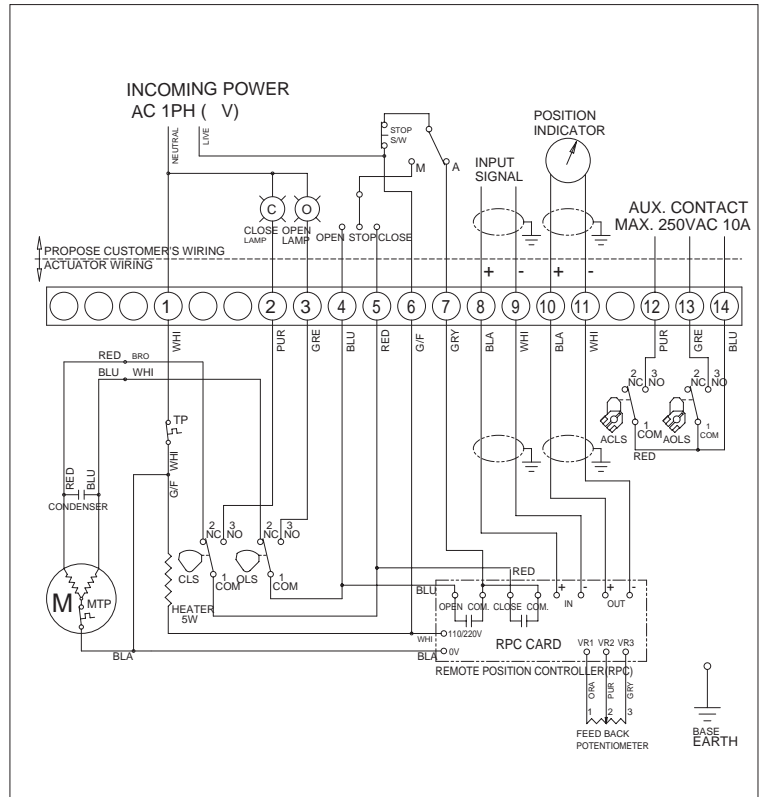 INCOMING POWER
AC 1PH ( V)
NEUTRAL
LIVE
STOP
S/W
M
A
INPUT
SIGNAL
POSITION
INDICATOR
C
O
CLOSE
LAMP
OPEN
LAMP
OPEN STOP CLOSE
AUX. CONTACT
MAX. 250VAC 10A
PROPOSE CUSTOMER'S WIRING
ACTUATOR WIRING
+ - + -
1 2 3 4 5 6 7 8 9 10 11 12 13 14
WHI PUR GRE BLU RED G/F GRY BLA WHI BLA WHI PUR GRE BLU
RED BRO
BLU WHI
2 3
NC NO
1
COM
ACLS
2 3
NC NO
1
COM
AOLS
RED
TP
WHI
G/F
RED
BLU
CONDENSER
2 3
NC NO
1
COM
CLS
2 3
NC NO
1
COM
OLS
HEATER
5W
M
MTP
BLA
RED
BLU
OPEN COM. CLOSE COM.
+ - + -
IN OUT
WHI
110/220V
RPC CARD
VR1 VR2 VR3
BLA
0V
REMOTE POSITION CONTROLLER(RPC)
ORA PUR GRY
1 2 3
FEED BACK
POTENTIOMETER
BASE
EARTH